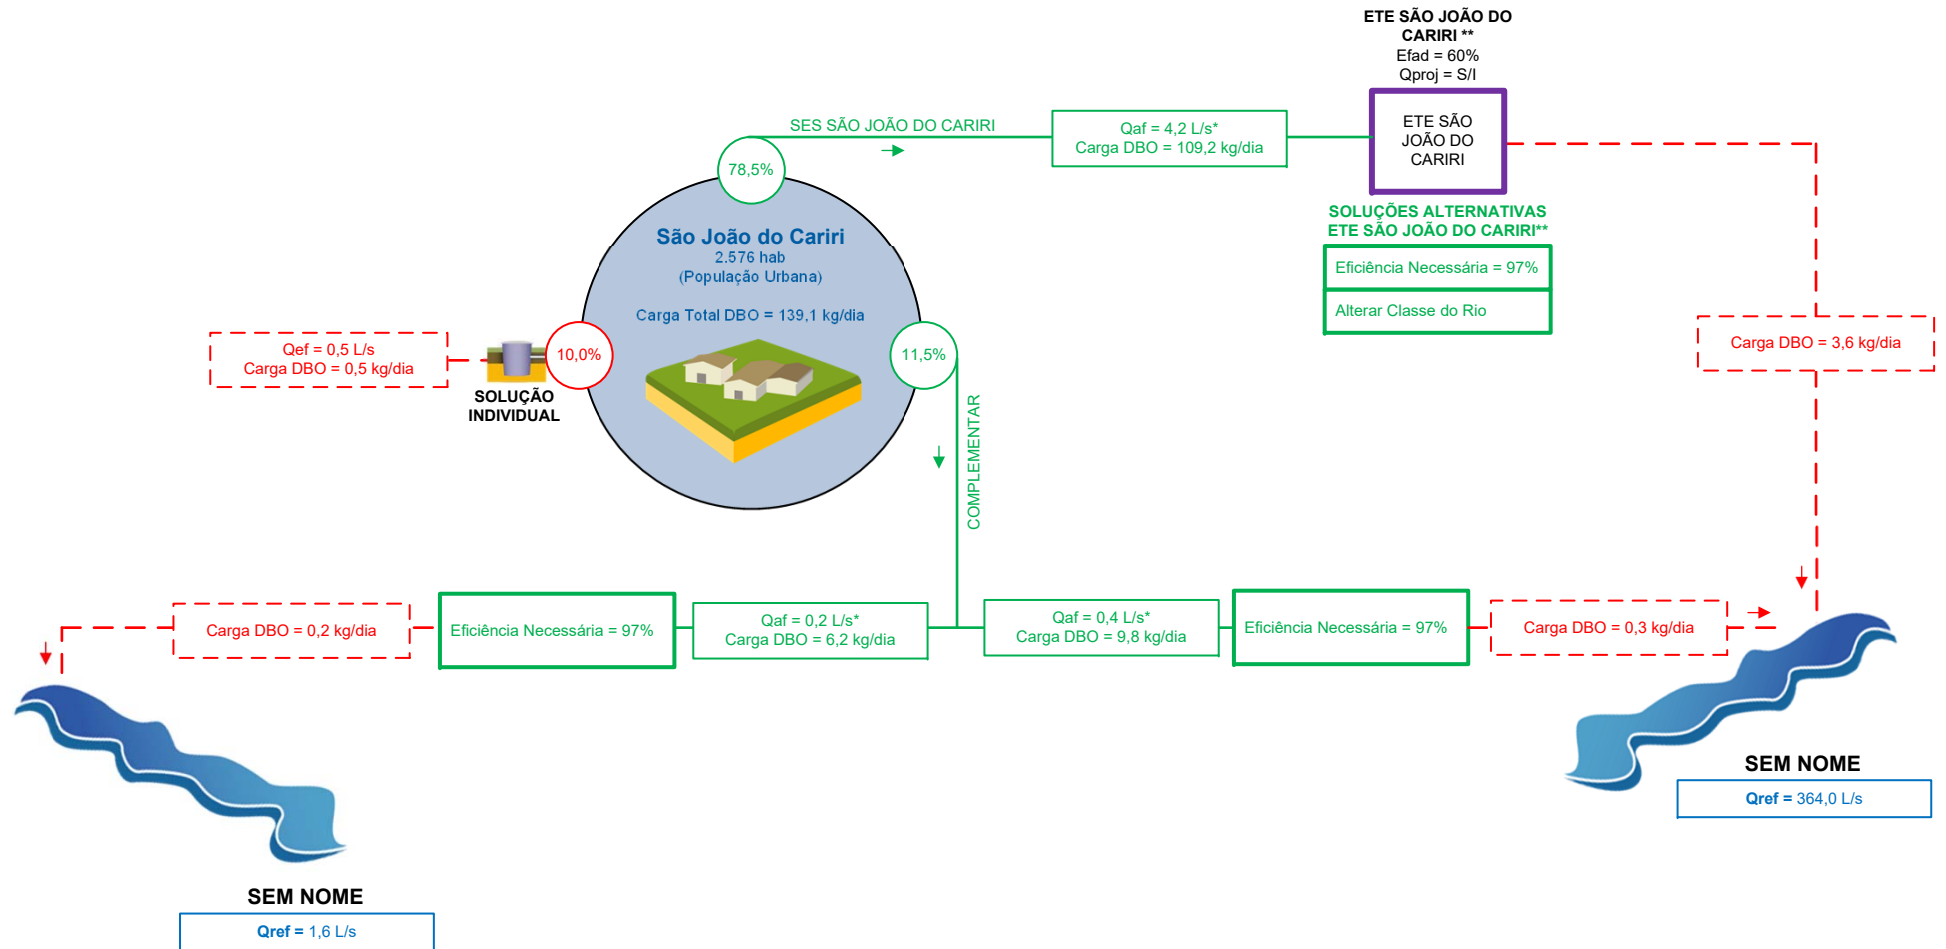 ETE SÃO JOÃO DO
CARIRI **
Efad = 60%
Qproj = S/I
ETE SÃO
JOÃO DO
CARIRI
SES SÃO JOÃO DO CARIRI
Qaf = 4,2 L/s*
Carga DBO = 109,2 kg/dia
78,5%
SOLUÇÕES ALTERNATIVAS
ETE SÃO JOÃO DO CARIRI**
Eficiência Necessária = 97%
Alterar Classe do Rio
São João do Cariri
2.576 hab
(População Urbana)
Carga Total DBO = 139,1 kg/dia
Qef = 0,5 L/s
Carga DBO = 0,5 kg/dia
SOLUÇÃO
INDIVIDUAL
10,0%
11,5%
Carga DBO = 3,6 kg/dia
COMPLEMENTAR
Carga DBO = 0,2 kg/dia
Eficiência Necessária = 97%
Qaf = 0,2 L/s*
Carga DBO = 6,2 kg/dia
Qaf = 0,4 L/s*
Carga DBO = 9,8 kg/dia
Eficiência Necessária = 97%
Carga DBO = 0,3 kg/dia
SEM NOME
Qref = 364,0 L/s
SEM NOME
Qref = 1,6 L/s